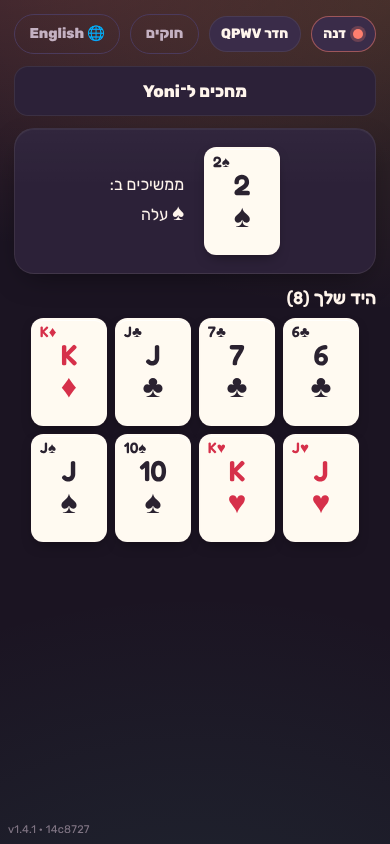 דנה
חדר QPWV
חוקים
🌐 English
מחכים ל־Yoni
2♠
2
♠
ממשיכים ב:
♠ עלה
היד שלך (8)
6♣
6
♣
7♣
7
♣
J♣
J
♣
K♦
K
♦
J♥
J
♥
K♥
K
♥
10♠
10
♠
J♠
J
♠
v1.4.1 • 14c8727